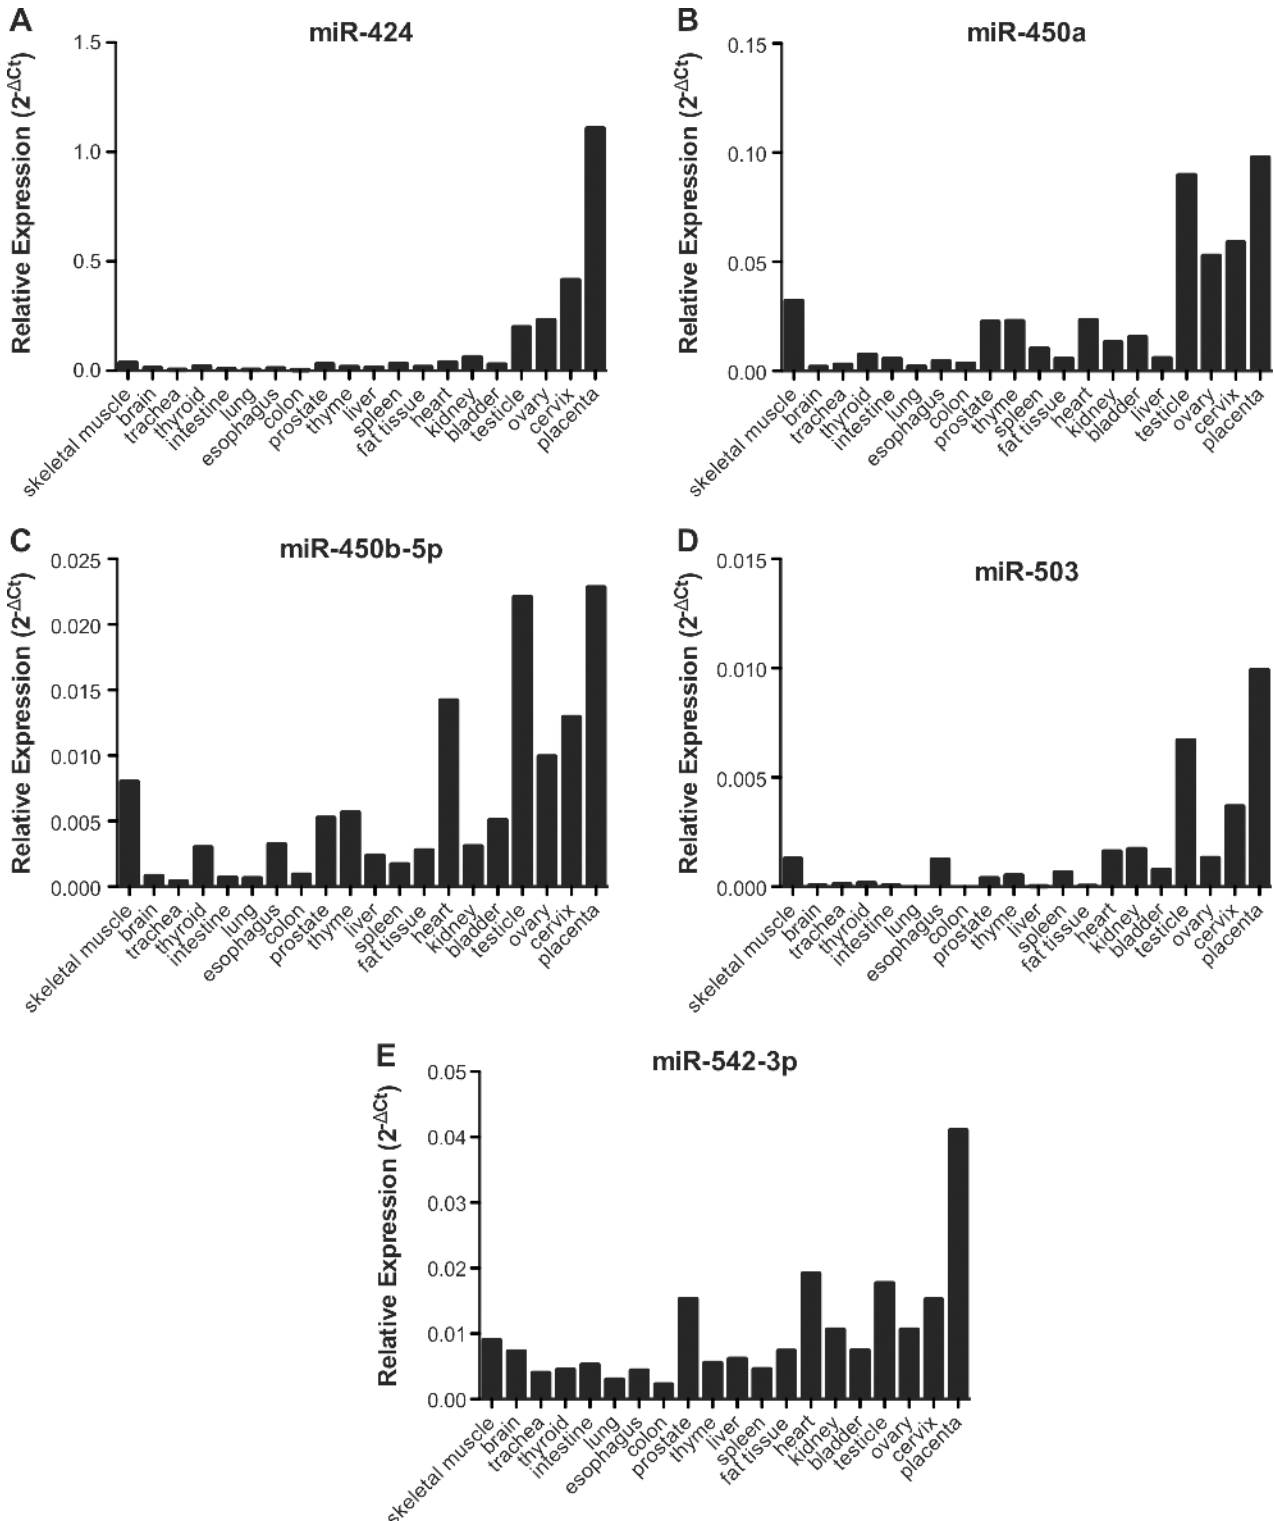 A
miR-424
Relative Expression (2-ΔCt)
1.5
1.0
0.5
0.0
skeletal muscle
brain
trachea
thyroid
intestine
lung
esophagus
colon
prostate
thyme
liver
spleen
fat tissue
heart
kidney
bladder
testicle
ovary
cervix
placenta
B
miR-450a
Relative Expression (2-ΔCt)
0.15
0.10
0.05
0.00
skeletal muscle
brain
trachea
thyroid
intestine
lung
esophagus
colon
prostate
thyme
spleen
fat tissue
heart
kidney
bladder
liver
testicle
ovary
cervix
placenta
C
miR-450b-5p
Relative Expression (2-ΔCt)
0.025
0.020
0.015
0.010
0.005
0.000
skeletal muscle
brain
trachea
thyroid
intestine
lung
esophagus
colon
prostate
thyme
liver
spleen
fat tissue
heart
kidney
bladder
testicle
ovary
cervix
placenta
D
miR-503
Relative Expression (2-ΔCt)
0.015
0.010
0.005
0.000
skeletal muscle
brain
trachea
thyroid
intestine
lung
esophagus
colon
prostate
thyme
liver
spleen
fat tissue
heart
kidney
bladder
testicle
ovary
cervix
placenta
E
miR-542-3p
Relative Expression (2-ΔCt)
0.05
0.04
0.03
0.02
0.01
0.00
skeletal muscle
brain
trachea
thyroid
intestine
lung
esophagus
colon
prostate
thyme
liver
spleen
fat tissue
heart
kidney
bladder
testicle
ovary
cervix
placenta